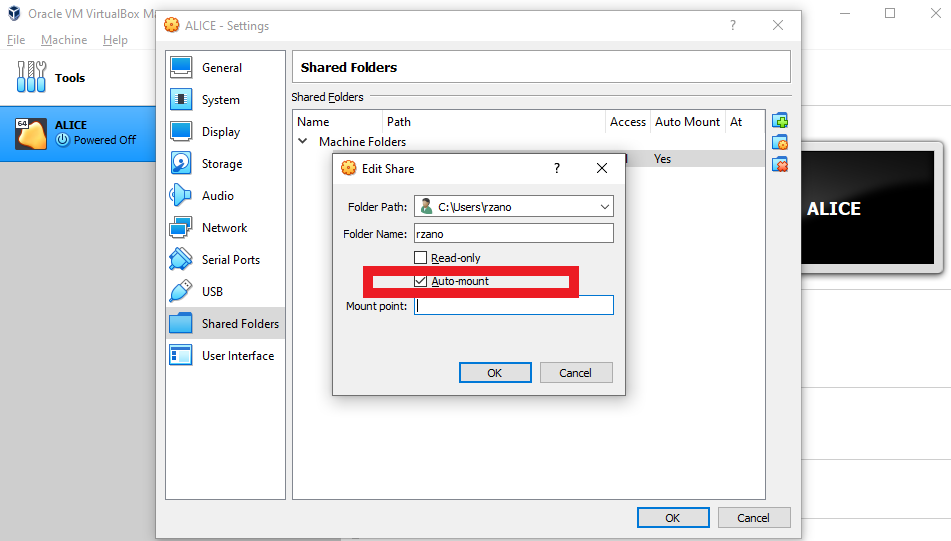 Oracle VM VirtualBox Ma
File Machine Help
Tools
64
ALICE
Powered Off
ALICE - Settings
?
General
System
Display
Storage
Audio
Network
Serial Ports
USB
Shared Folders
User Interface
Shared Folders
Shared Folders
Name Path Access Auto Mount At
Machine Folders
Yes
Edit Share
?
Folder Path: C:\Users\rzano
Folder Name: rzano
Read-only
Auto-mount
Mount point:
OK Cancel
OK Cancel
ALICE